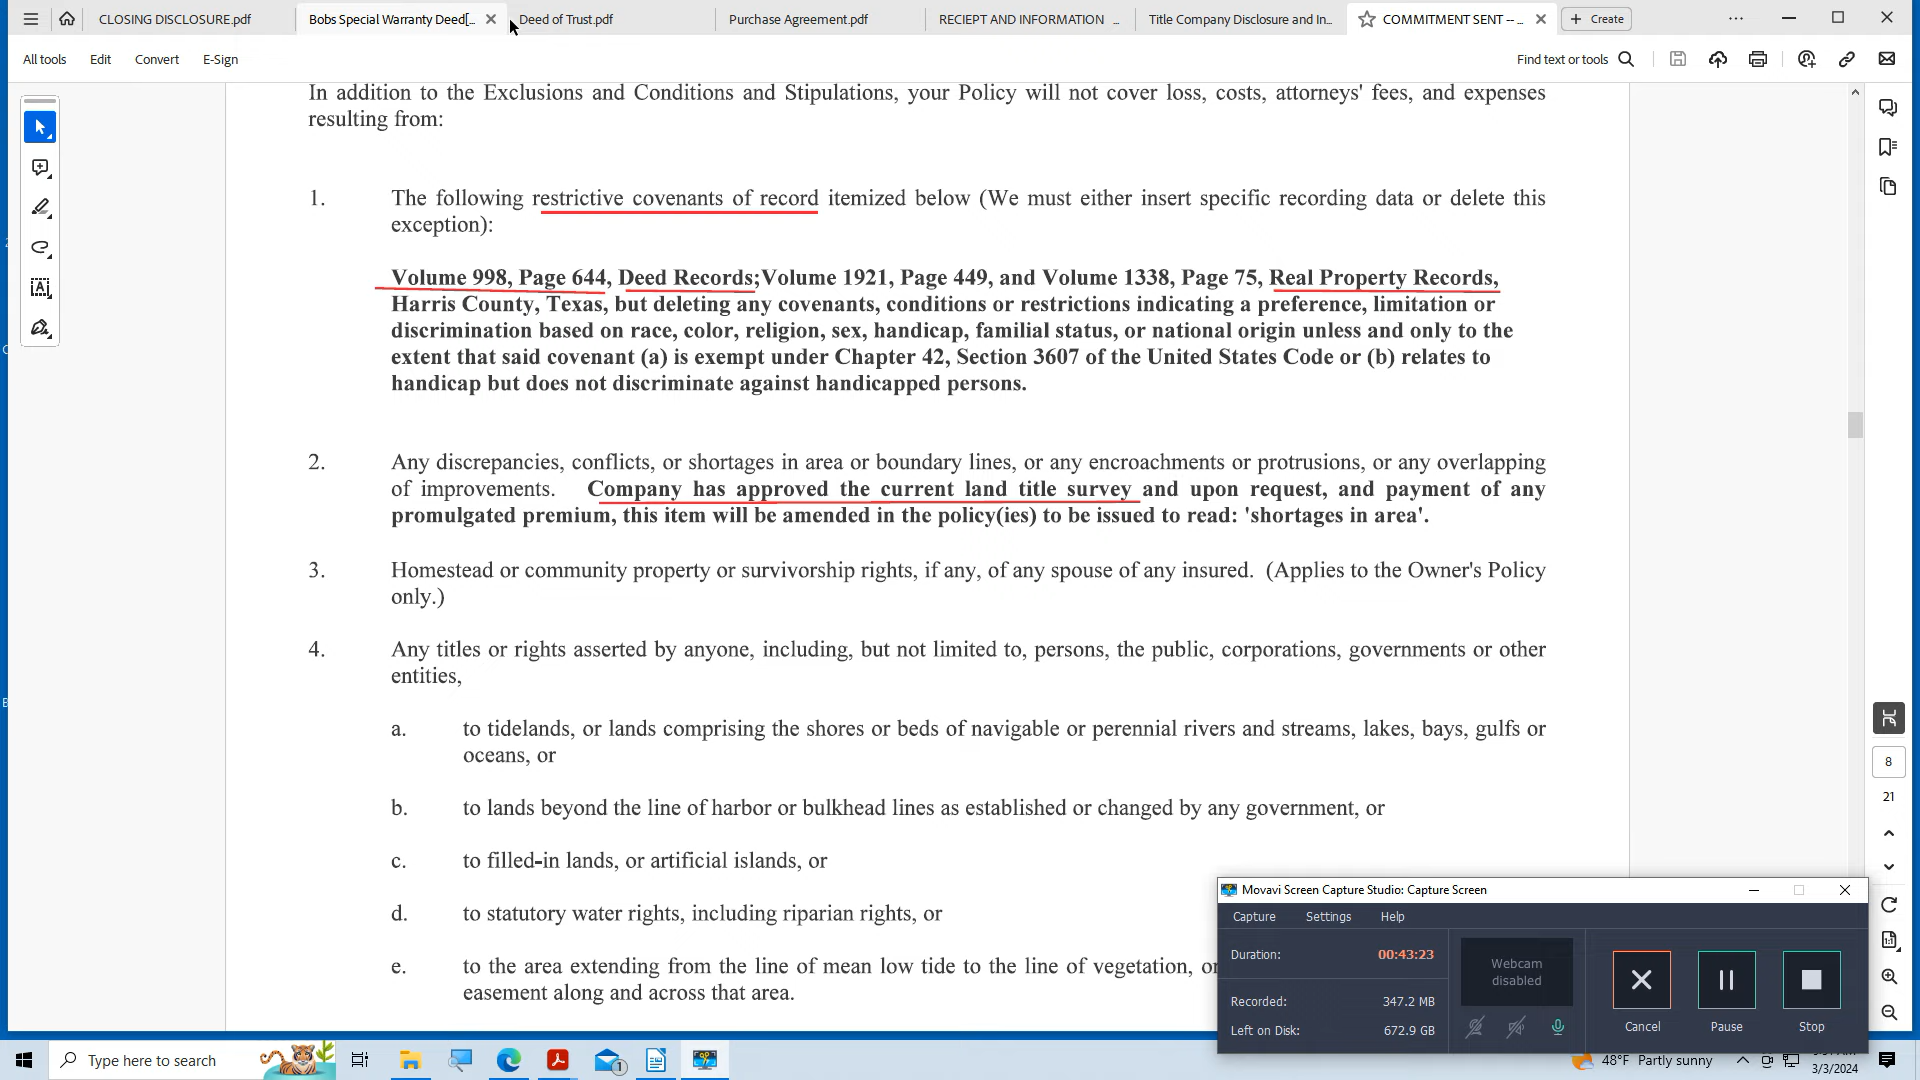 CLOSING DISCLOSURE.pdf
Bobs Special Warranty Deed[...
Deed of Trust.pdf
Purchase Agreement.pdf
RECIEPT AND INFORMATION ...
Title Company Disclosure and In...
COMMITMENT SENT -- ...
Create
All tools
Edit
Convert
E-Sign
Find text or tools
In addition to the Exclusions and Conditions and Stipulations, your Policy will not cover loss, costs, attorneys' fees, and expenses
resulting from:
1. The following restrictive covenants of record itemized below (We must either insert specific recording data or delete this
exception):
Volume 998, Page 644, Deed Records;Volume 1921, Page 449, and Volume 1338, Page 75, Real Property Records,
Harris County, Texas, but deleting any covenants, conditions or restrictions indicating a preference, limitation or
discrimination based on race, color, religion, sex, handicap, familial status, or national origin unless and only to the
extent that said covenant (a) is exempt under Chapter 42, Section 3607 of the United States Code or (b) relates to
handicap but does not discriminate against handicapped persons.
2. Any discrepancies, conflicts, or shortages in area or boundary lines, or any encroachments or protrusions, or any overlapping
of improvements. Company has approved the current land title survey and upon request, and payment of any
promulgated premium, this item will be amended in the policy(ies) to be issued to read: 'shortages in area'.
3. Homestead or community property or survivorship rights, if any, of any spouse of any insured. (Applies to the Owner's Policy
only.)
4. Any titles or rights asserted by anyone, including, but not limited to, persons, the public, corporations, governments or other
entities,
a. to tidelands, or lands comprising the shores or beds of navigable or perennial rivers and streams, lakes, bays, gulfs or
oceans, or
b. to lands beyond the line of harbor or bulkhead lines as established or changed by any government, or
c. to filled-in lands, or artificial islands, or
d. to statutory water rights, including riparian rights, or
e. to the area extending from the line of mean low tide to the line of vegetation, or
easement along and across that area.
8
21
Movavi Screen Capture Studio: Capture Screen
Capture
Settings
Help
Duration:
00:43:23
Webcam
disabled
Recorded:
347.2 MB
Left on Disk:
672.9 GB
Cancel
Pause
Stop
Type here to search
1
48°F Partly sunny
3/3/2024